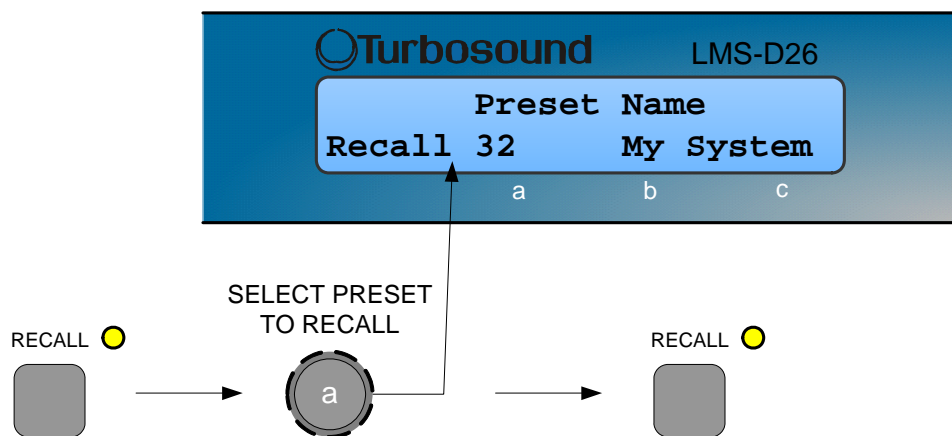 Turbosound LMS-D26
Preset Name
Recall 32 My System
a b c
SELECT PRESET
TO RECALL
RECALL
a
RECALL